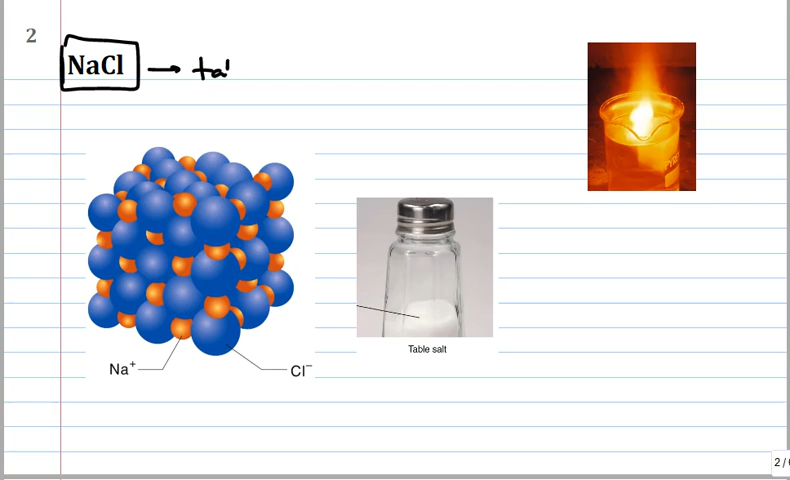 2
NaCl → ta
Na⁺
Cl⁻
Table salt
2/